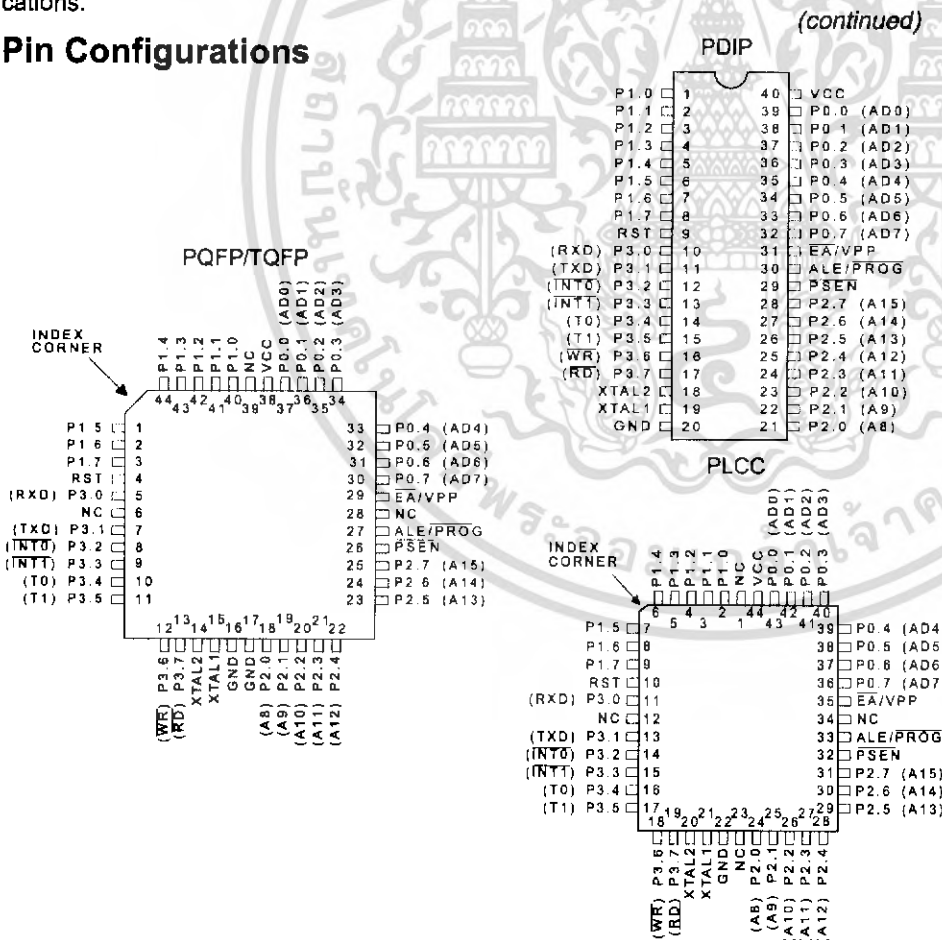 cations.
(continued)
Pin Configurations
PDIP
P1.0 1 40 VCC
P1.1 2 39 P0.0 (AD0)
P1.2 3 38 P0.1 (AD1)
P1.3 4 37 P0.2 (AD2)
P1.4 5 36 P0.3 (AD3)
P1.5 6 35 P0.4 (AD4)
P1.6 7 34 P0.5 (AD5)
P1.7 8 33 P0.6 (AD6)
RST 9 32 P0.7 (AD7)
(RXD) P3.0 10 31 EA/VPP
(TXD) P3.1 11 30 ALE/PROG
(INT0) P3.2 12 29 PSEN
(INT1) P3.3 13 28 P2.7 (A15)
(T0) P3.4 14 27 P2.6 (A14)
(T1) P3.5 15 26 P2.5 (A13)
(WR) P3.6 16 25 P2.4 (A12)
(RD) P3.7 17 24 P2.3 (A11)
XTAL2 18 23 P2.2 (A10)
XTAL1 19 22 P2.1 (A9)
GND 20 21 P2.0 (A8)
PQFP/TQFP
INDEX
CORNER
P1.4 P1.3 P1.2 P1.1 P1.0 NC VCC P0.0 (AD0) P0.1 (AD1) P0.2 (AD2) P0.3 (AD3)
44 43 42 41 40 39 38 37 36 35 34
P1.5 1 33 P0.4 (AD4)
P1.6 2 32 P0.5 (AD5)
P1.7 3 31 P0.6 (AD6)
RST 4 30 P0.7 (AD7)
(RXD) P3.0 5 29 EA/VPP
NC 6 28 NC
(TXD) P3.1 7 27 ALE/PROG
(INT0) P3.2 8 26 PSEN
(INT1) P3.3 9 25 P2.7 (A15)
(T0) P3.4 10 24 P2.6 (A14)
(T1) P3.5 11 23 P2.5 (A13)
12 13 14 15 16 17 18 19 20 21 22
(WR) P3.6 (RD) P3.7 XTAL2 XTAL1 GND GND (A8) P2.0 (A9) P2.1 (A10) P2.2 (A11) P2.3 (A12) P2.4
PLCC
INDEX
CORNER
P1.4 P1.3 P1.2 P1.1 P1.0 NC VCC P0.0 (AD0) P0.1 (AD1) P0.2 (AD2) P0.3 (AD3)
6 5 4 3 2 1 44 43 42 41 40
P1.5 7 39 P0.4 (AD4
P1.6 8 38 P0.5 (AD5
P1.7 9 37 P0.6 (AD6
RST 10 36 P0.7 (AD7
(RXD) P3.0 11 35 EA/VPP
NC 12 34 NC
(TXD) P3.1 13 33 ALE/PROG
(INT0) P3.2 14 32 PSEN
(INT1) P3.3 15 31 P2.7 (A15)
(T0) P3.4 16 30 P2.6 (A14)
(T1) P3.5 17 29 P2.5 (A13)
18 19 20 21 22 23 24 25 26 27 28
(WR) P3.6 (RD) P3.7 XTAL2 XTAL1 GND NC (A8) P2.0 (A9) P2.1 (A10) P2.2 (A11) P2.3 (A12) P2.4